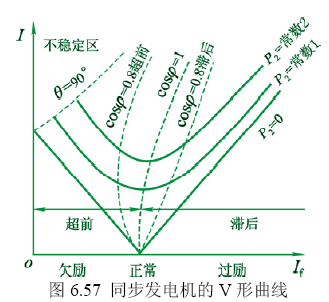 I
不稳定区
θ=90°
cosφ=0.8超前
cosφ=1
cosφ=0.8滞后
P₂=常数2
P₂=常数1
P₂=0
超前
滞后
o
欠励
正常
过励
I_f
图 6.57 同步发电机的 V 形曲线